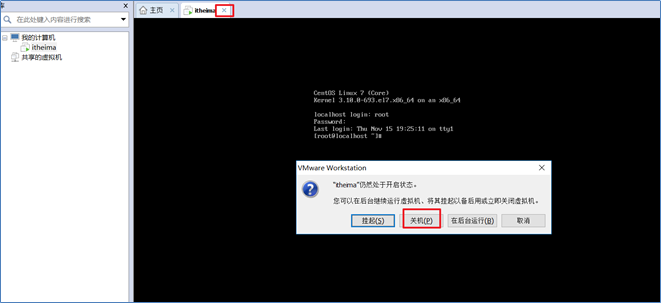 在此处键入内容进行搜索
我的计算机
itheima
共享的虚拟机
主页
itheima
CentOS Linux 7 (Core)
Kernel 3.10.0-693.el7.x86_64 on an x86_64
localhost login: root
Password:
Last login: Thu Nov 15 19:25:11 on tty1
[root@localhost ~]#
VMware Workstation
"itheima"仍然处于开启状态。
您可以在后台继续运行虚拟机、将其挂起以备后用或立即关闭虚拟机。
挂起(S)
关机(P)
在后台运行(B)
取消